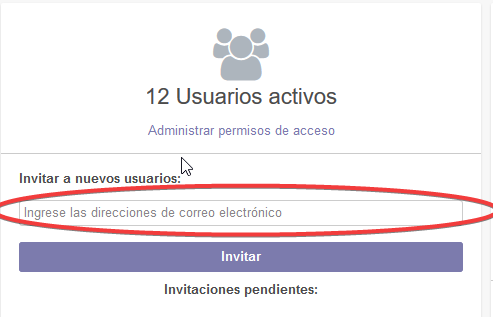 12 Usuarios activos
Administrar permisos de acceso
Invitar a nuevos usuarios:
Ingrese las direcciones de correo electrónico
Invitar
Invitaciones pendientes: